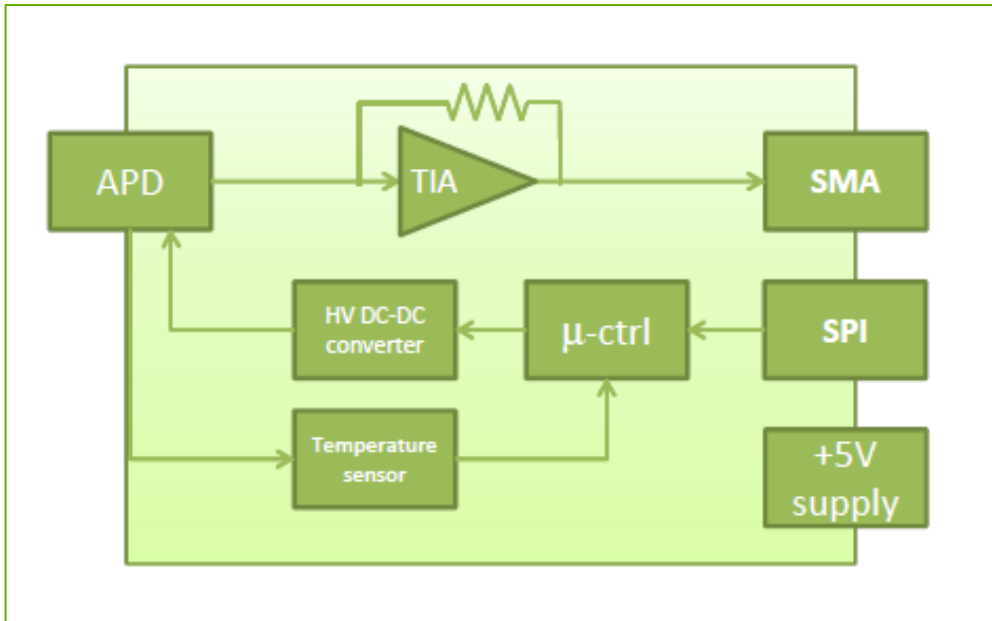 APD
TIA
SMA
HV DC-DC
converter
μ-ctrl
SPI
Temperature
sensor
+5V
supply